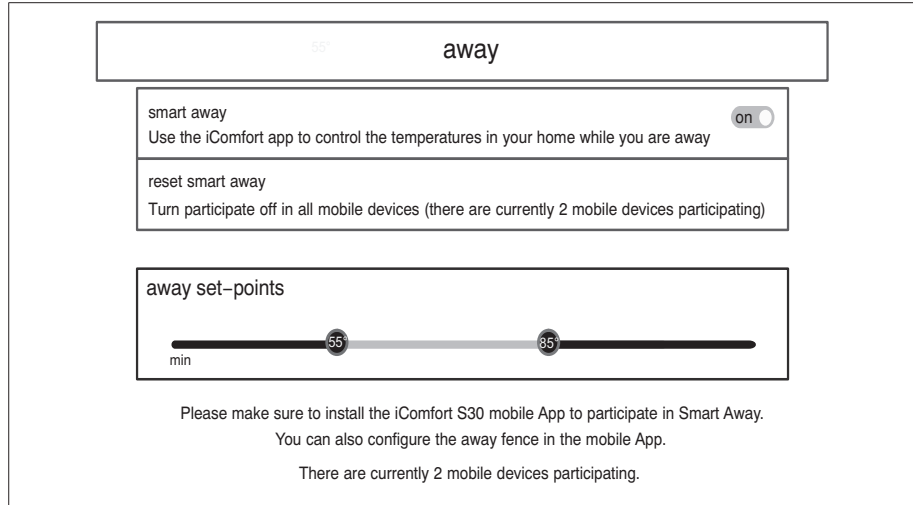 55°
away
smart away
on
Use the iComfort app to control the temperatures in your home while you are away
reset smart away
Turn participate off in all mobile devices (there are currently 2 mobile devices participating)
away set–points
55°
85°
min
Please make sure to install the iComfort S30 mobile App to participate in Smart Away.
You can also configure the away fence in the mobile App.
There are currently 2 mobile devices participating.